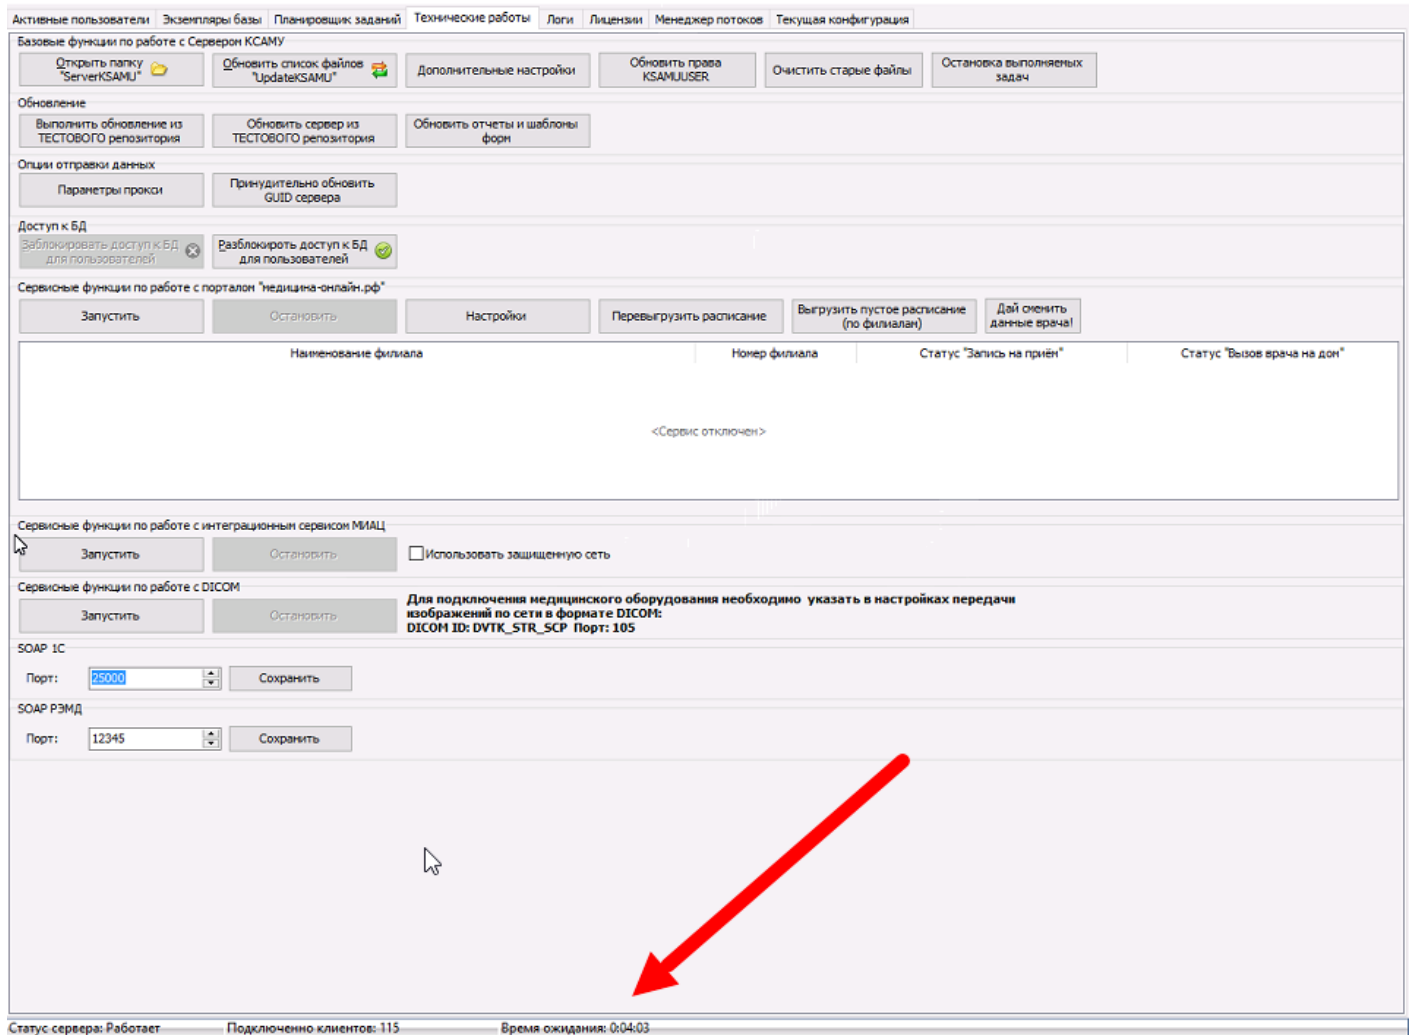 Активные пользователи Экземпляры базы Планировщик заданий Технические работы Логи Лицензии Менеджер потоков Текущая конфигурация
Базовые функции по работе с Сервером КСАМУ
Открыть папку
"ServerKSAMU"
Обновить список файлов
"UpdateKSAMU"
Дополнительные настройки
Обновить права
KSAMUUSER
Очистить старые файлы
Остановка выполняемых
задач
Обновление
Выполнить обновление из
ТЕСТОВОГО репозитория
Обновить сервер из
ТЕСТОВОГО репозитория
Обновить отчеты и шаблоны
форм
Опции отправки данных
Параметры прокси
Принудительно обновить
GUID сервера
Доступ к БД
Заблокировать доступ к БД
для пользователей
Разблокироть доступ к БД
для пользователей
Сервисные функции по работе с порталом "медицина-онлайн.рф"
Запустить
Остановить
Настройки
Перевыгрузить расписание
Выгрузить пустое расписание
(по филиалам)
Дай сменить
данные врача!
Наименование филиала Номер филиала Статус "Запись на приём" Статус "Вызов врача на дом"
<Сервис отключен>
Сервисные функции по работе с интеграционным сервисом МИАЦ
Запустить
Остановить
Использовать защищенную сеть
Сервисные функции по работе с DICOM
Запустить
Остановить
Для подключения медицинского оборудования необходимо указать в настройках передачи
изображений по сети в формате DICOM:
DICOM ID: DVTK_STR_SCP Порт: 105
SOAP 1C
Порт: 25000 Сохранить
SOAP РЭМД
Порт: 12345 Сохранить
Статус сервера: Работает Подключенно клиентов: 115 Время ожидания: 0:04:03